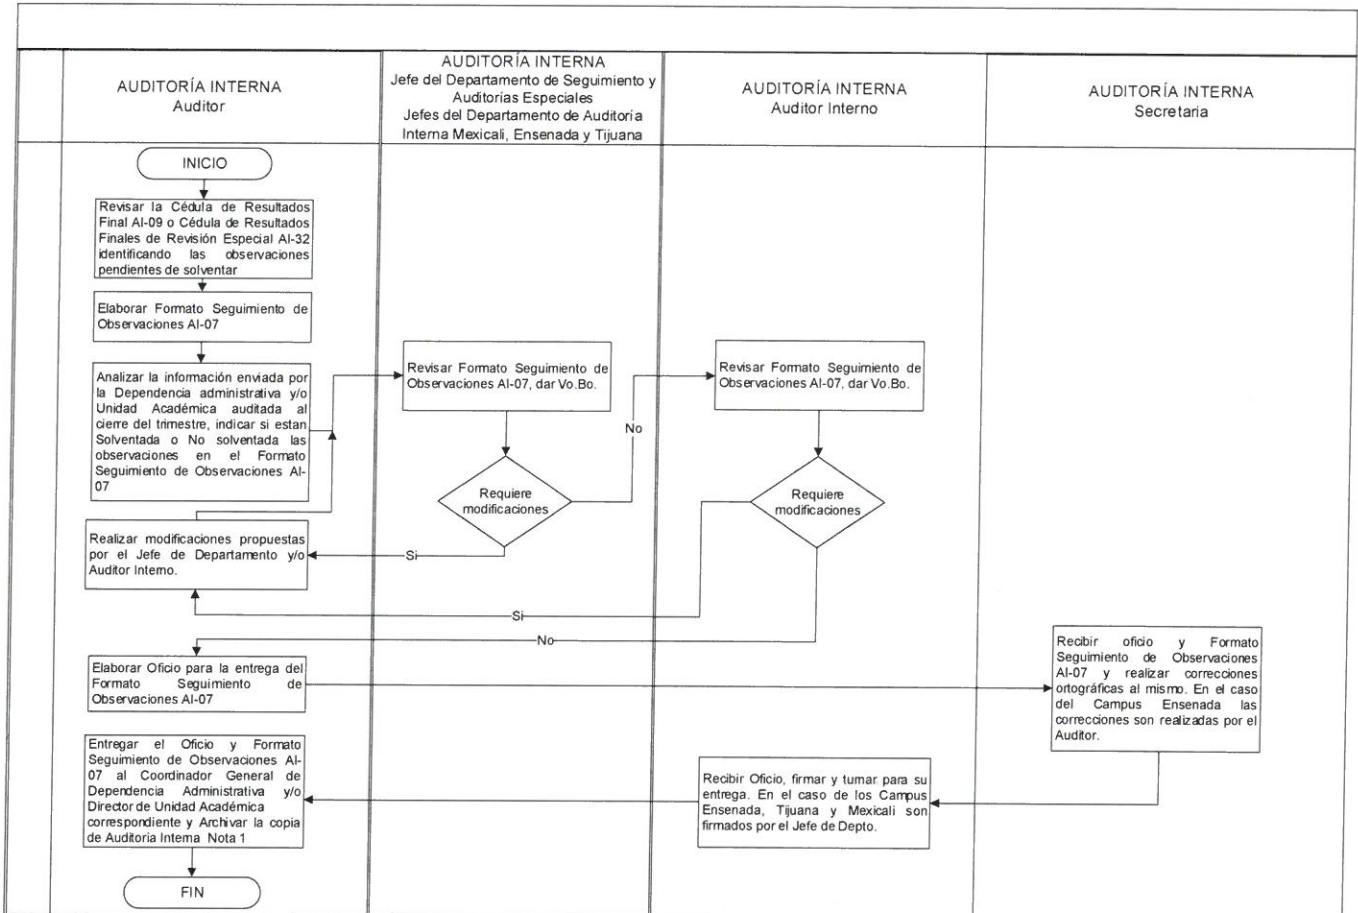 AUDITORÍA INTERNA
Auditor
AUDITORÍA INTERNA
Jefe del Departamento de Seguimiento y
Auditorías Especiales
Jefes del Departamento de Auditoría
Interna Mexicali, Ensenada y Tijuana
AUDITORÍA INTERNA
Auditor Interno
AUDITORÍA INTERNA
Secretaria
INICIO
Revisar la Cédula de Resultados
Final AI-09 o Cédula de Resultados
Finales de Revisión Especial AI-32
identificando las observaciones
pendientes de solventar
Elaborar Formato Seguimiento de
Observaciones AI-07
Analizar la información enviada por
la Dependencia administrativa y/o
Unidad Académica auditada al
cierre del trimestre, indicar si estan
Solventada o No solventada las
observaciones en el Formato
Seguimiento de Observaciones AI-
07
Revisar Formato Seguimiento de
Observaciones AI-07, dar Vo.Bo.
Requiere
modificaciones
No
Si
Revisar Formato Seguimiento de
Observaciones AI-07, dar Vo.Bo.
Requiere
modificaciones
Realizar modificaciones propuestas
por el Jefe de Departamento y/o
Auditor Interno.
Si
No
Elaborar Oficio para la entrega del
Formato Seguimiento de
Observaciones AI-07
Recibir oficio y Formato
Seguimiento de Observaciones
AI-07 y realizar correcciones
ortográficas al mismo. En el caso
del Campus Ensenada las
correcciones son realizadas por el
Auditor.
Recibir Oficio, firmar y turnar para su
entrega. En el caso de los Campus
Ensenada, Tijuana y Mexicali son
firmados por el Jefe de Depto.
Entregar el Oficio y Formato
Seguimiento de Observaciones AI-
07 al Coordinador General de
Dependencia Administrativa y/o
Director de Unidad Académica
correspondiente y Archivar la copia
de Auditoria Interna Nota 1
FIN